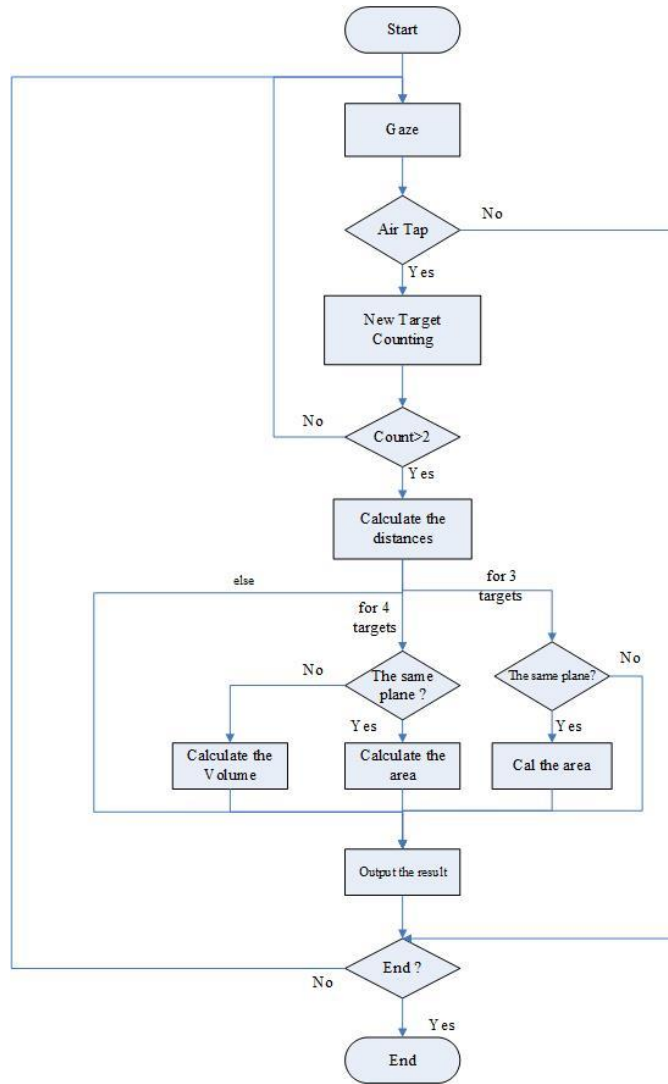 Start
Gaze
Air Tap
No
Yes
New Target
Counting
No
Count>2
Yes
Calculate the
distances
else
for 4
targets
for 3
targets
No
The same
plane ?
Yes
The same plane?
No
Yes
Calculate the
Volume
Calculate the
area
Cal the area
Output the result
End ?
No
Yes
End